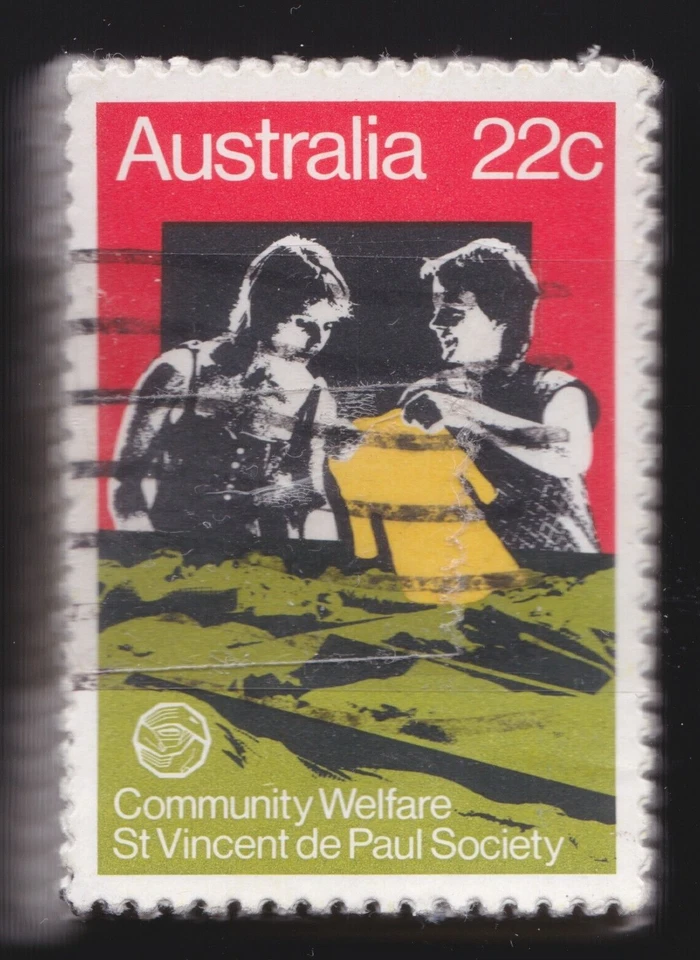 Australia 22c
Community Welfare
St Vincent de Paul Society